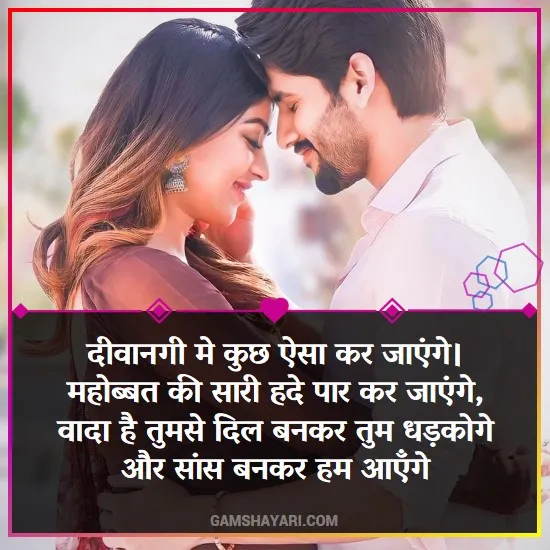 दीवानगी मे कुछ ऐसा कर जाएंगे।
महोब्बत की सारी हदे पार कर जाएंगे,
वादा है तुमसे दिल बनकर तुम धड़कोगे
और सांस बनकर हम आएँगे
GAMSHAYARI.COM